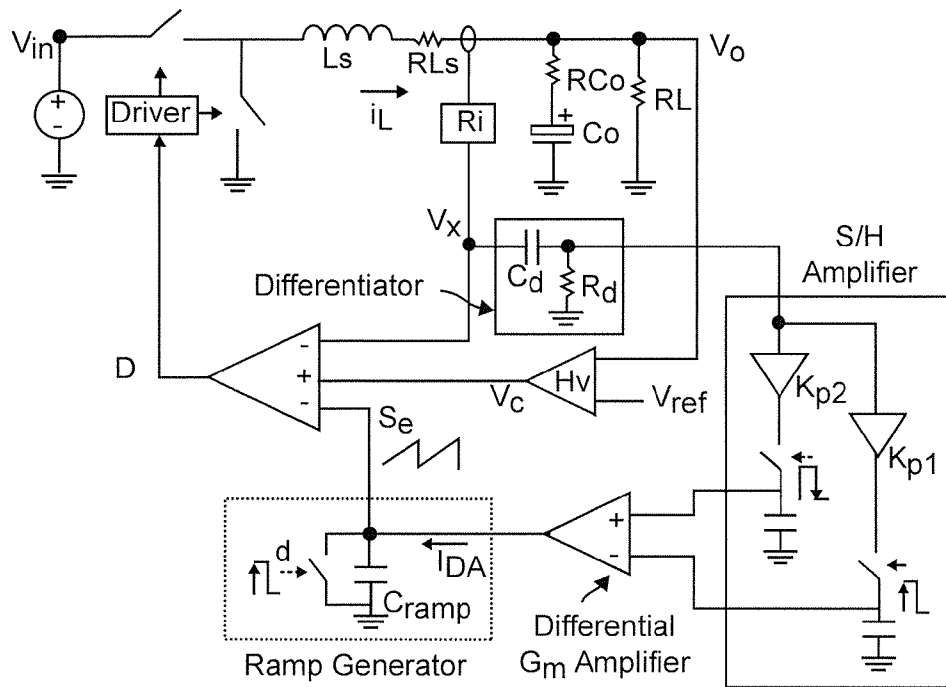 Vin
+
-
Driver
Ls
RLs
iL
Ri
RCo
+
Co
RL
Vo
Vx
Cd
Rd
Differentiator
S/H
Amplifier
D
-
+
-
Vc
Hv
Vref
Se
Kp2
Kp1
d
Cramp
IDA
+
-
Ramp Generator
Differential
Gm Amplifier